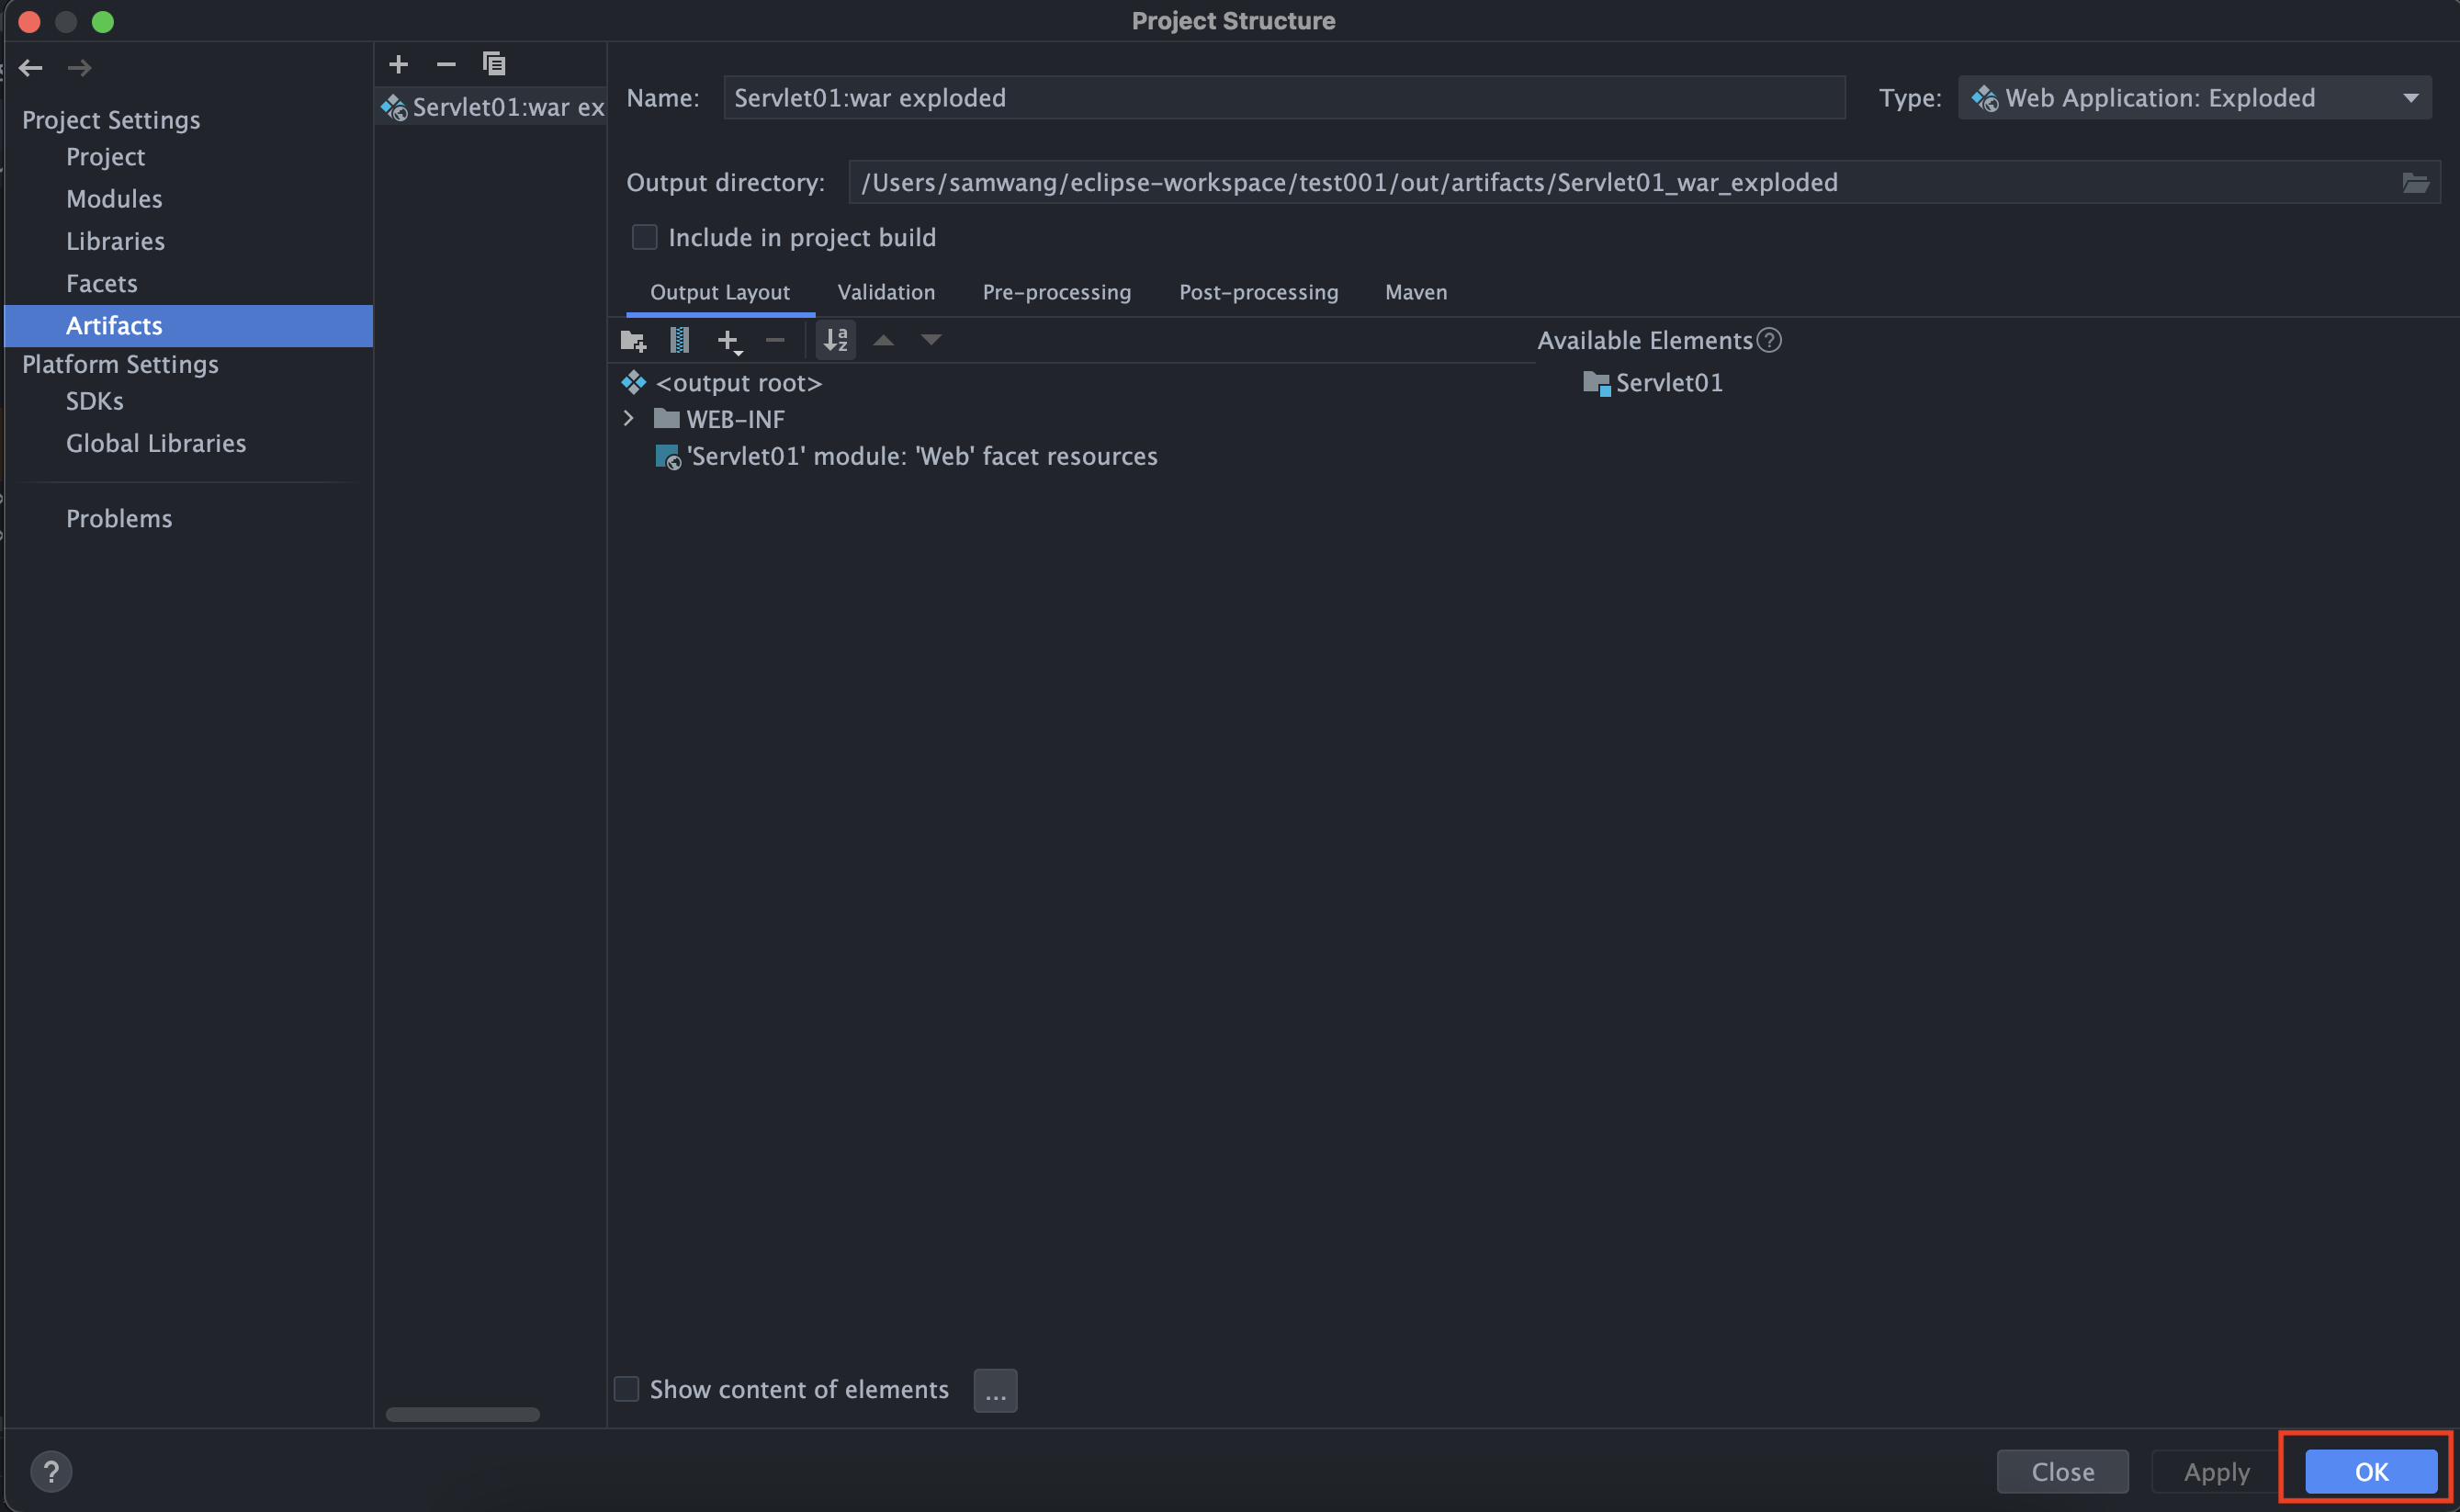 Project Structure
Project Settings
Project
Modules
Libraries
Facets
Artifacts
Platform Settings
SDKs
Global Libraries
Problems
Servlet01:war ex
Name: Servlet01:war exploded
Type: Web Application: Exploded
Output directory: /Users/samwang/eclipse-workspace/test001/out/artifacts/Servlet01_war_exploded
Include in project build
Output Layout Validation Pre-processing Post-processing Maven
Available Elements
<output root>
WEB-INF
'Servlet01' module: 'Web' facet resources
Servlet01
Show content of elements ...
? Close Apply OK